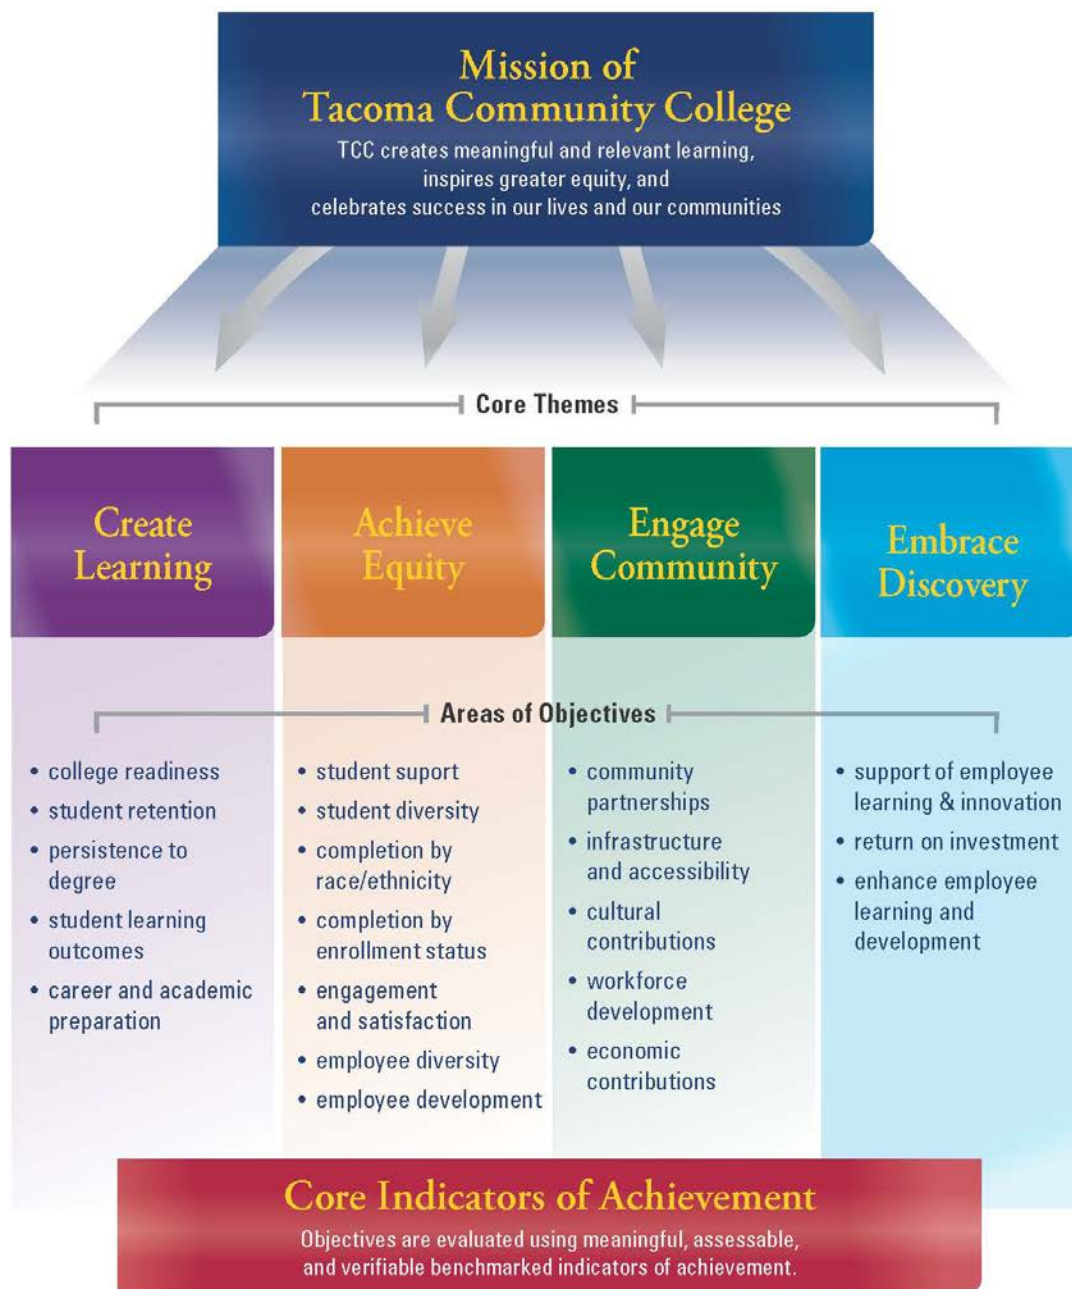 Mission of
Tacoma Community College
TCC creates meaningful and relevant learning,
inspires greater equity, and
celebrates success in our lives and our communities
Core Themes
Create
Learning
Achieve
Equity
Engage
Community
Embrace
Discovery
Areas of Objectives
• college readiness
• student retention
• persistence to
degree
• student learning
outcomes
• career and academic
preparation
• student suport
• student diversity
• completion by
race/ethnicity
• completion by
enrollment status
• engagement
and satisfaction
• employee diversity
• employee development
• community
partnerships
• infrastructure
and accessibility
• cultural
contributions
• workforce
development
• economic
contributions
• support of employee
learning & innovation
• return on investment
• enhance employee
learning and
development
Core Indicators of Achievement
Objectives are evaluated using meaningful, assessable,
and verifiable benchmarked indicators of achievement.